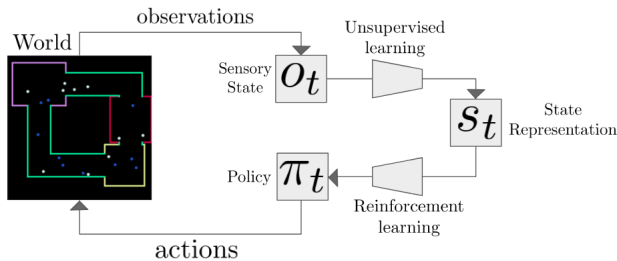 observations
World
Unsupervised
learning
Sensory
State
o_t
s_t
State
Representation
Policy
π_t
Reinforcement
learning
actions